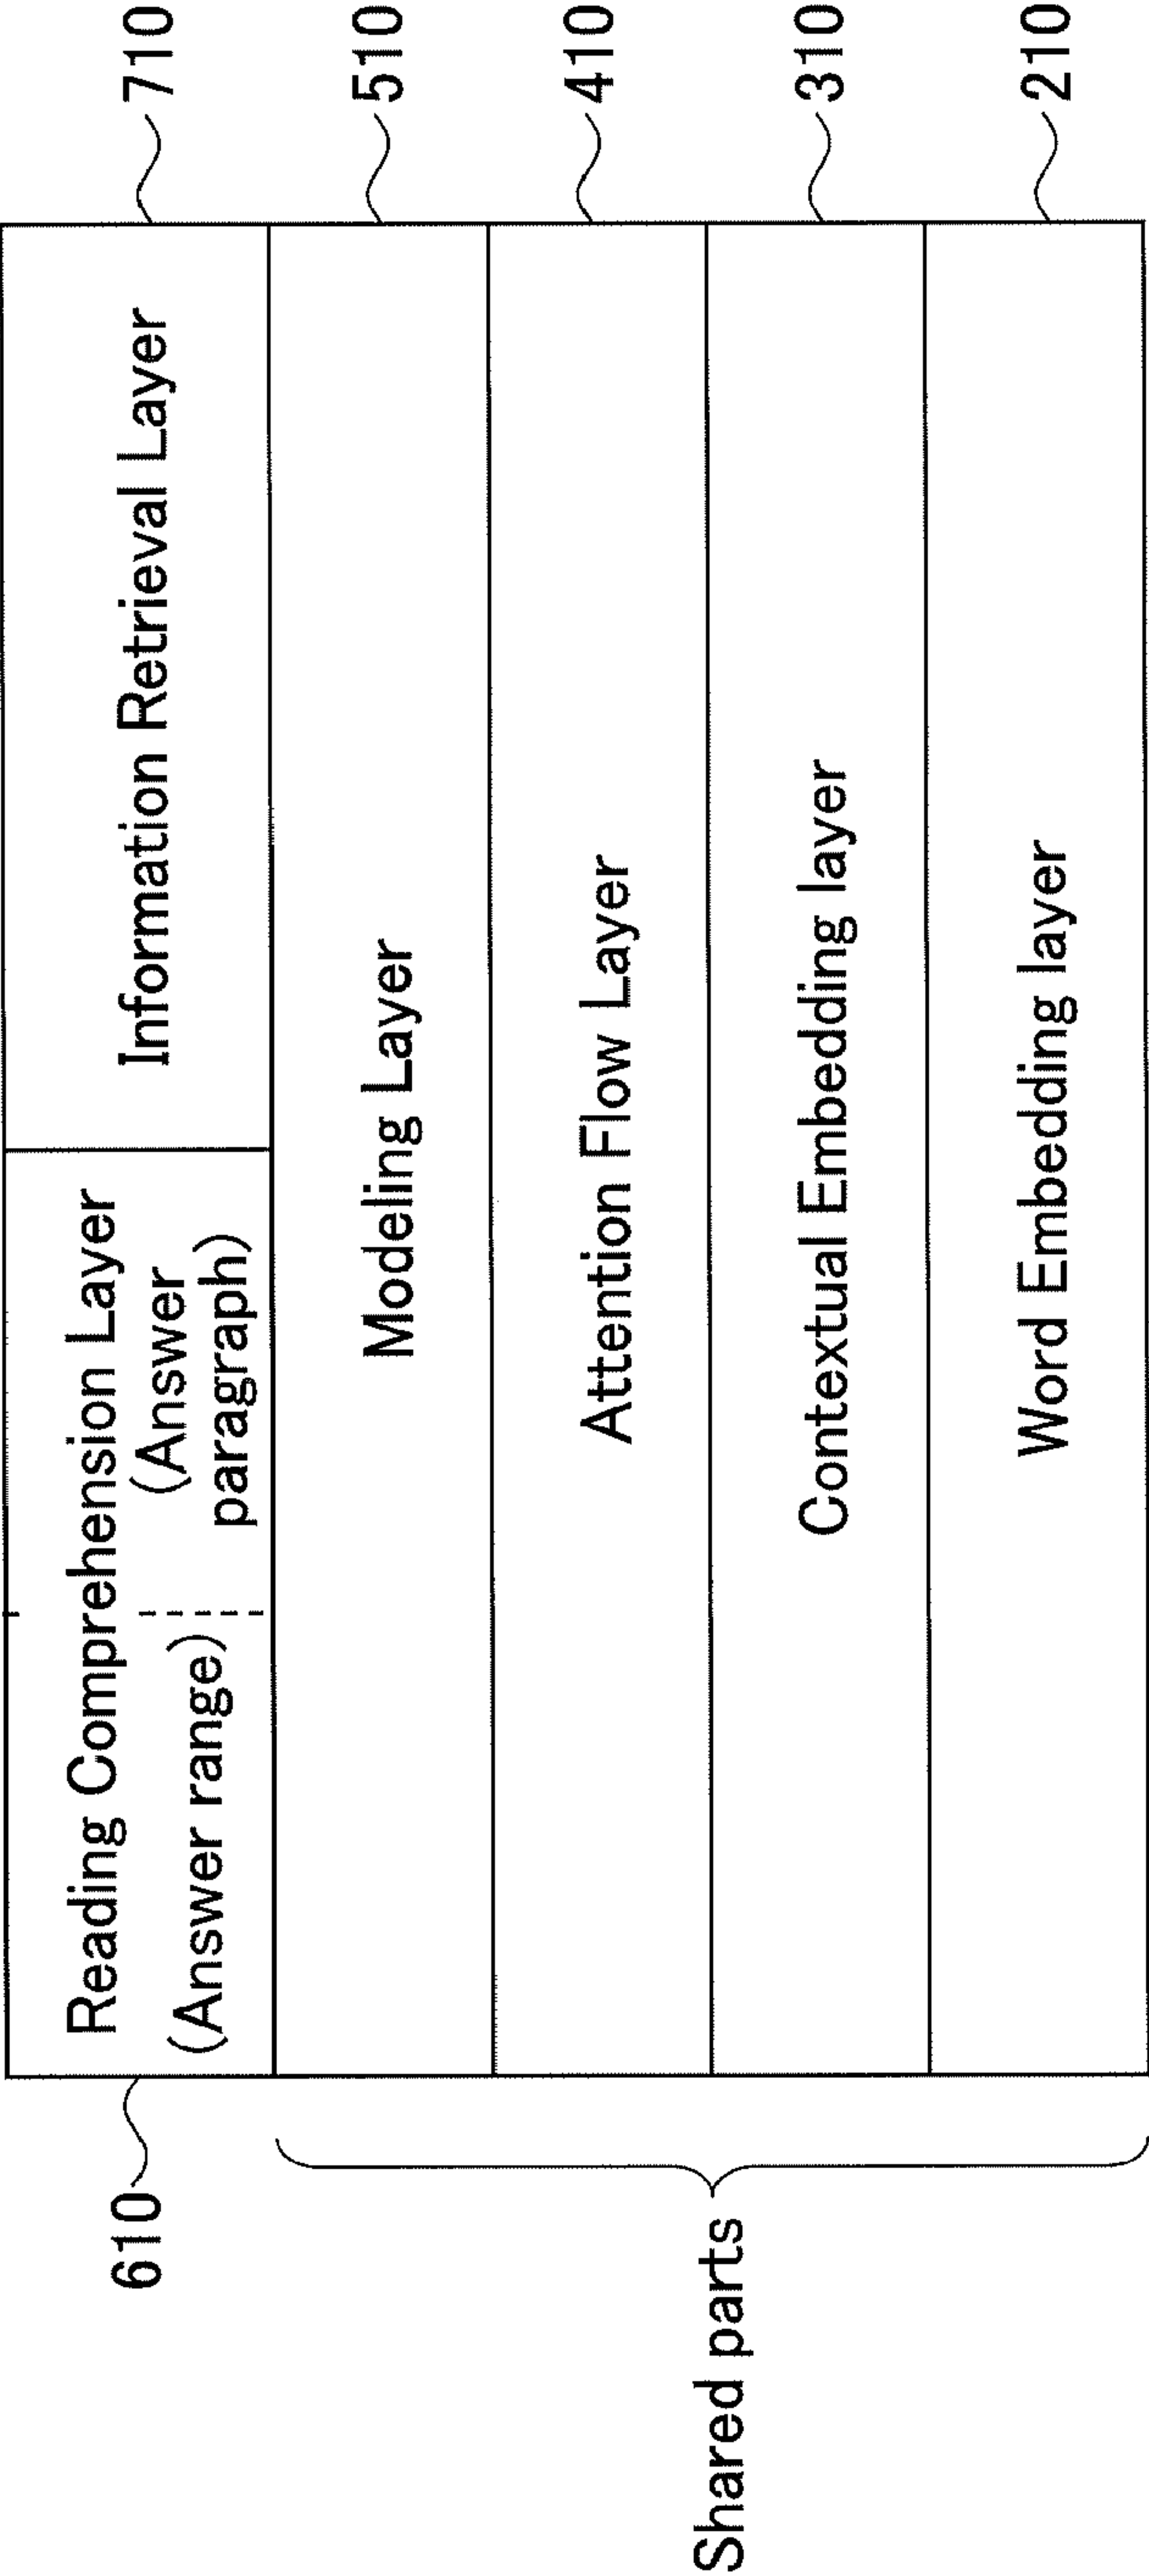 610
Reading Comprehension Layer
(Answer range)
(Answer
paragraph)
Information Retrieval Layer
710
Modeling Layer
510
Attention Flow Layer
410
Contextual Embedding layer
310
Word Embedding layer
210
Shared parts